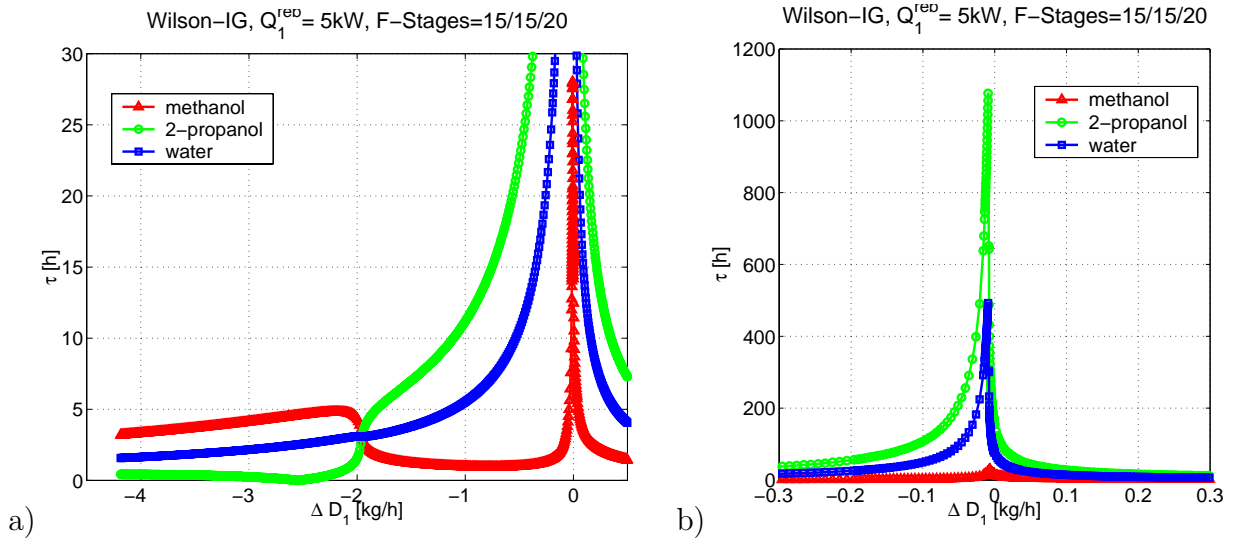 Wilson−IG, Q₁ʳᵉᵇ= 5kW, F−Stages=15/15/20
30
25
20
15
10
5
0
τ [h]
methanol
2−propanol
water
−4
−3
−2
−1
0
Δ D₁ [kg/h]
a)
Wilson−IG, Q₁ʳᵉᵇ= 5kW, F−Stages=15/15/20
1200
1000
800
600
400
200
0
τ [h]
methanol
2−propanol
water
−0.3
−0.2
−0.1
0
0.1
0.2
0.3
Δ D₁ [kg/h]
b)